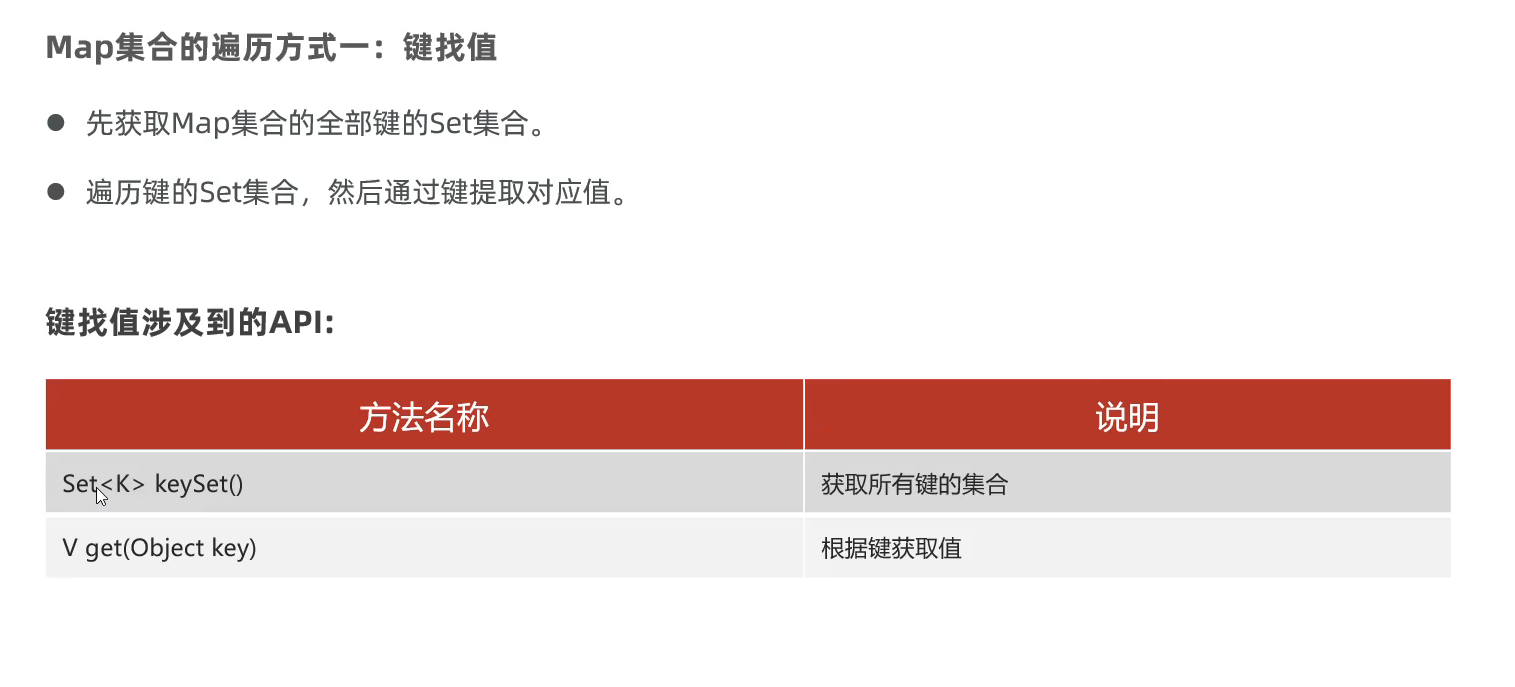 Map集合的遍历方式一：键找值
● 先获取Map集合的全部键的Set集合。
● 遍历键的Set集合，然后通过键提取对应值。
键找值涉及到的API:
方法名称 说明
Set<K> keySet() 获取所有键的集合
V get(Object key) 根据键获取值